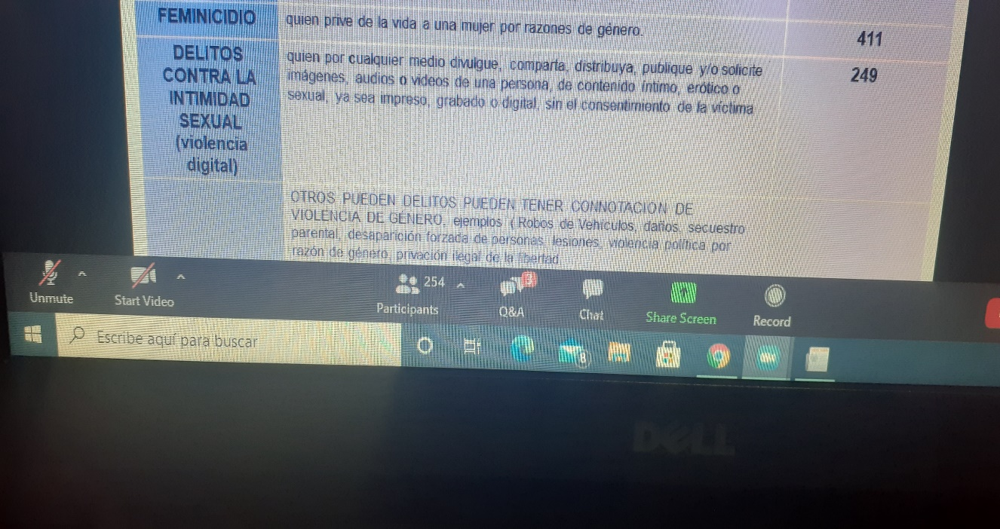 FEMINICIDIO
quien prive de la vida a una mujer por razones de género.
411
DELITOS
CONTRA LA
INTIMIDAD
SEXUAL
(violencia
digital)
quien por cualquier medio divulgue, comparta, distribuya, publique y/o solicite
imágenes, audios o videos de una persona, de contenido íntimo, erótico o
sexual, ya sea impreso, grabado o digital, sin el consentimiento de la víctima
249
OTROS PUEDEN DELITOS PUEDEN TENER CONNOTACION DE
VIOLENCIA DE GENERO, ejemplos ( Robos de Vehículos, daños, secuestro
parental, desaparición forzada de personas, lesiones, violencia política por
razón de género, privación ilegal de la libertad
Unmute
Start Video
254
Participants
3
Q&A
Chat
Share Screen
Record
Escribe aquí para buscar
8
DELL